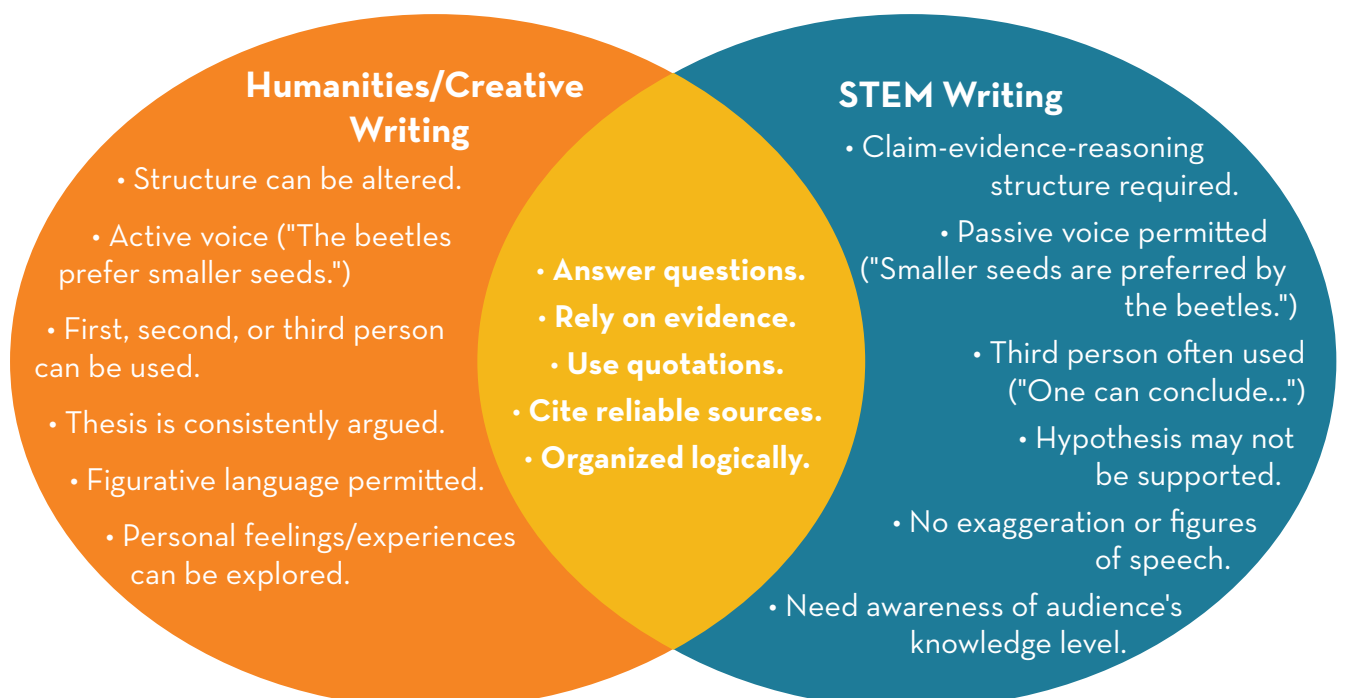 Humanities/Creative
Writing
• Structure can be altered.
• Active voice ("The beetles
prefer smaller seeds.")
• First, second, or third person
can be used.
• Thesis is consistently argued.
• Figurative language permitted.
• Personal feelings/experiences
can be explored.
• Answer questions.
• Rely on evidence.
• Use quotations.
• Cite reliable sources.
• Organized logically.
STEM Writing
• Claim-evidence-reasoning
structure required.
• Passive voice permitted
("Smaller seeds are preferred by
the beetles.")
• Third person often used
("One can conclude...")
• Hypothesis may not
be supported.
• No exaggeration or figures
of speech.
• Need awareness of audience's
knowledge level.